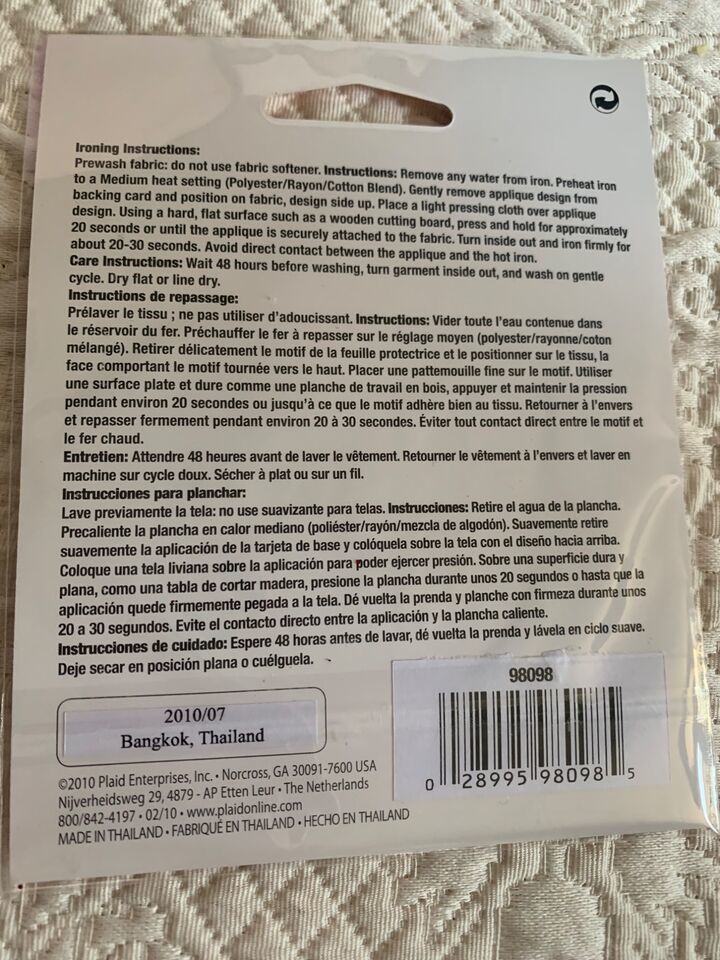 Ironing Instructions:
Prewash fabric: do not use fabric softener. Instructions: Remove any water from iron. Preheat iron
to a Medium heat setting (Polyester/Rayon/Cotton Blend). Gently remove applique design from
backing card and position on fabric, design side up. Place a light pressing cloth over applique
design. Using a hard, flat surface such as a wooden cutting board, press and hold for approximately
20 seconds or until the applique is securely attached to the fabric. Turn inside out and iron firmly for
about 20-30 seconds. Avoid direct contact between the applique and the hot iron.
Care Instructions: Wait 48 hours before washing, turn garment inside out, and wash on gentle
cycle. Dry flat or line dry.
Instructions de repassage:
Prélaver le tissu ; ne pas utiliser d'adoucissant. Instructions: Vider toute l'eau contenue dans
le réservoir du fer. Préchauffer le fer à repasser sur le réglage moyen (polyester/rayonne/coton
mélangé). Retirer délicatement le motif de la feuille protectrice et le positionner sur le tissu, la
face comportant le motif tournée vers le haut. Placer une pattemouille fine sur le motif. Utiliser
une surface plate et dure comme une planche de travail en bois, appuyer et maintenir la pression
pendant environ 20 secondes ou jusqu'à ce que le motif adhère bien au tissu. Retourner à l'envers
et repasser fermement pendant environ 20 à 30 secondes. Éviter tout contact direct entre le motif et
le fer chaud.
Entretien: Attendre 48 heures avant de laver le vêtement. Retourner le vêtement à l'envers et laver en
machine sur cycle doux. Sécher à plat ou sur un fil.
Instrucciones para planchar:
Lave previamente la tela: no use suavizante para telas. Instrucciones: Retire el agua de la plancha.
Precaliente la plancha en calor mediano (poliéster/rayón/mezcla de algodón). Suavemente retire
suavemente la aplicación de la tarjeta de base y colóquela sobre la tela con el diseño hacia arriba.
Coloque una tela liviana sobre la aplicación para poder ejercer presión. Sobre una superficie dura y
plana, como una tabla de cortar madera, presione la plancha durante unos 20 segundos o hasta que la
aplicación quede firmemente pegada a la tela. Dé vuelta la prenda y planche con firmeza durante unos
20 a 30 segundos. Evite el contacto directo entre la aplicación y la plancha caliente.
Instrucciones de cuidado: Espere 48 horas antes de lavar, dé vuelta la prenda y lávela en ciclo suave.
Deje secar en posición plana o cuélguela.
98098
0 28995 98098 5
2010/07
Bangkok, Thailand
©2010 Plaid Enterprises, Inc. • Norcross, GA 30091-7600 USA
Nijverheidsweg 29, 4879 - AP Etten Leur • The Netherlands
800/842-4197 • 02/10 • www.plaidonline.com
MADE IN THAILAND • FABRIQUÉ EN THAILAND • HECHO EN THAILAND